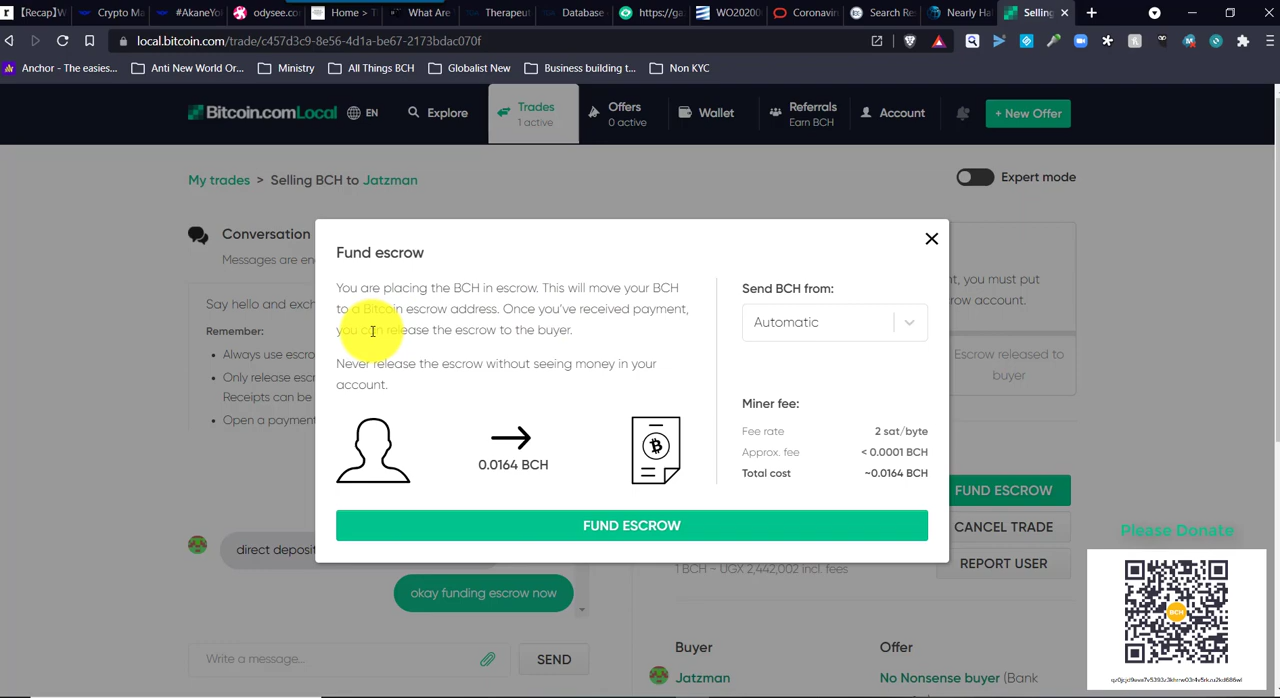 【Recap】W
Crypto Ma
#AkaneYo
odysee.co
Home > T
What Are
Therapeut
Database
https://ga
WO20200
Coronavir
Search Re
Nearly Ha
Selling
local.bitcoin.com/trade/c457d3c9-8e56-4d1a-be67-2173bdac070f
Anchor - The easies...
Anti New World Or...
Ministry
All Things BCH
Globalist New
Business building t...
Non KYC
Bitcoin.comLocal
EN
Explore
Trades
1 active
Offers
0 active
Wallet
Referrals
Earn BCH
Account
+ New Offer
My trades > Selling BCH to Jatzman
Expert mode
Conversation
Messages are en
Say hello and exch
Remember:
• Always use escro
• Only release escr
Receipts can be
• Open a payment
Fund escrow
You are placing the BCH in escrow. This will move your BCH
to a Bitcoin escrow address. Once you've received payment,
you can release the escrow to the buyer.
Never release the escrow without seeing money in your
account.
0.0164 BCH
Send BCH from:
Automatic
Miner fee:
Fee rate 2 sat/byte
Approx. fee < 0.0001 BCH
Total cost ~0.0164 BCH
FUND ESCROW
t, you must put
row account.
Escrow released to
buyer
FUND ESCROW
CANCEL TRADE
REPORT USER
direct deposit
okay funding escrow now
Write a message...
SEND
1 BCH = UGX 2,442,002 incl. fees
Buyer
Jatzman
Offer
No Nonsense buyer (Bank
Please Donate
BCH